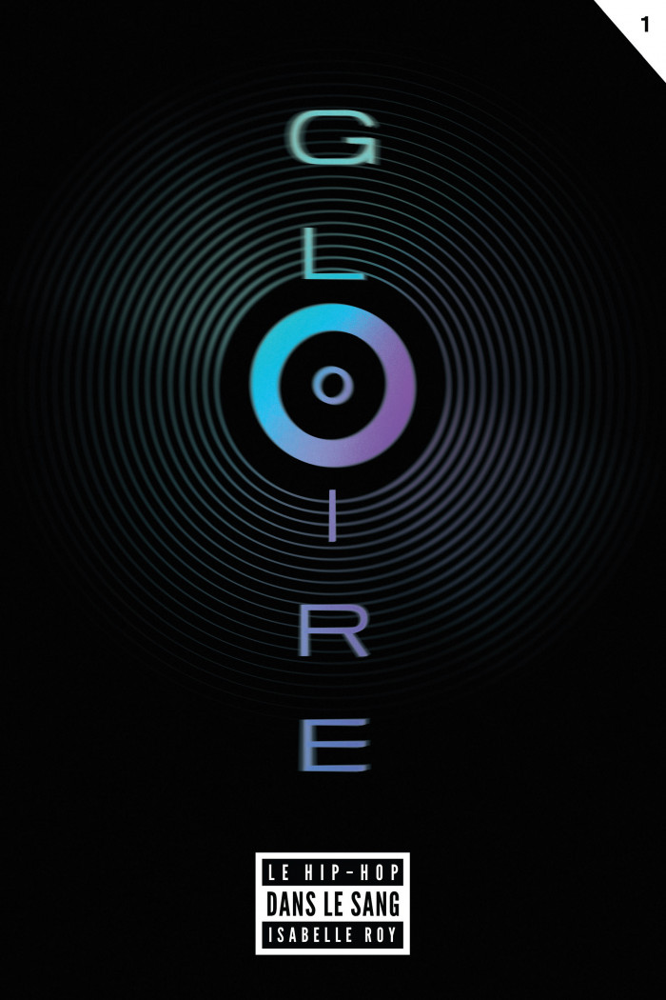 1
G
L
O
I
R
E
LE HIP-HOP
DANS LE SANG
ISABELLE ROY